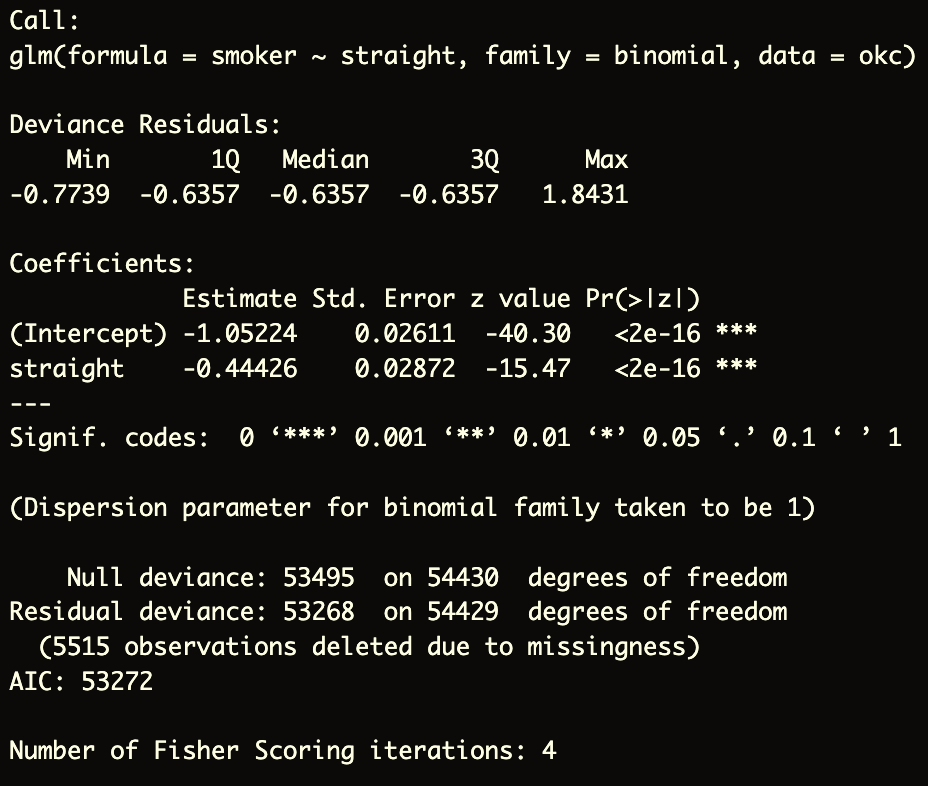 Call:
glm(formula = smoker ~ straight, family = binomial, data = okc)
Deviance Residuals:
    Min       1Q   Median       3Q      Max
-0.7739  -0.6357  -0.6357  -0.6357   1.8431
Coefficients:
            Estimate Std. Error z value Pr(>|z|)
(Intercept) -1.05224    0.02611  -40.30   <2e-16 ***
straight    -0.44426    0.02872  -15.47   <2e-16 ***
---
Signif. codes:  0 ‘***’ 0.001 ‘**’ 0.01 ‘*’ 0.05 ‘.’ 0.1 ‘ ’ 1
(Dispersion parameter for binomial family taken to be 1)
    Null deviance: 53495  on 54430  degrees of freedom
Residual deviance: 53268  on 54429  degrees of freedom
  (5515 observations deleted due to missingness)
AIC: 53272
Number of Fisher Scoring iterations: 4